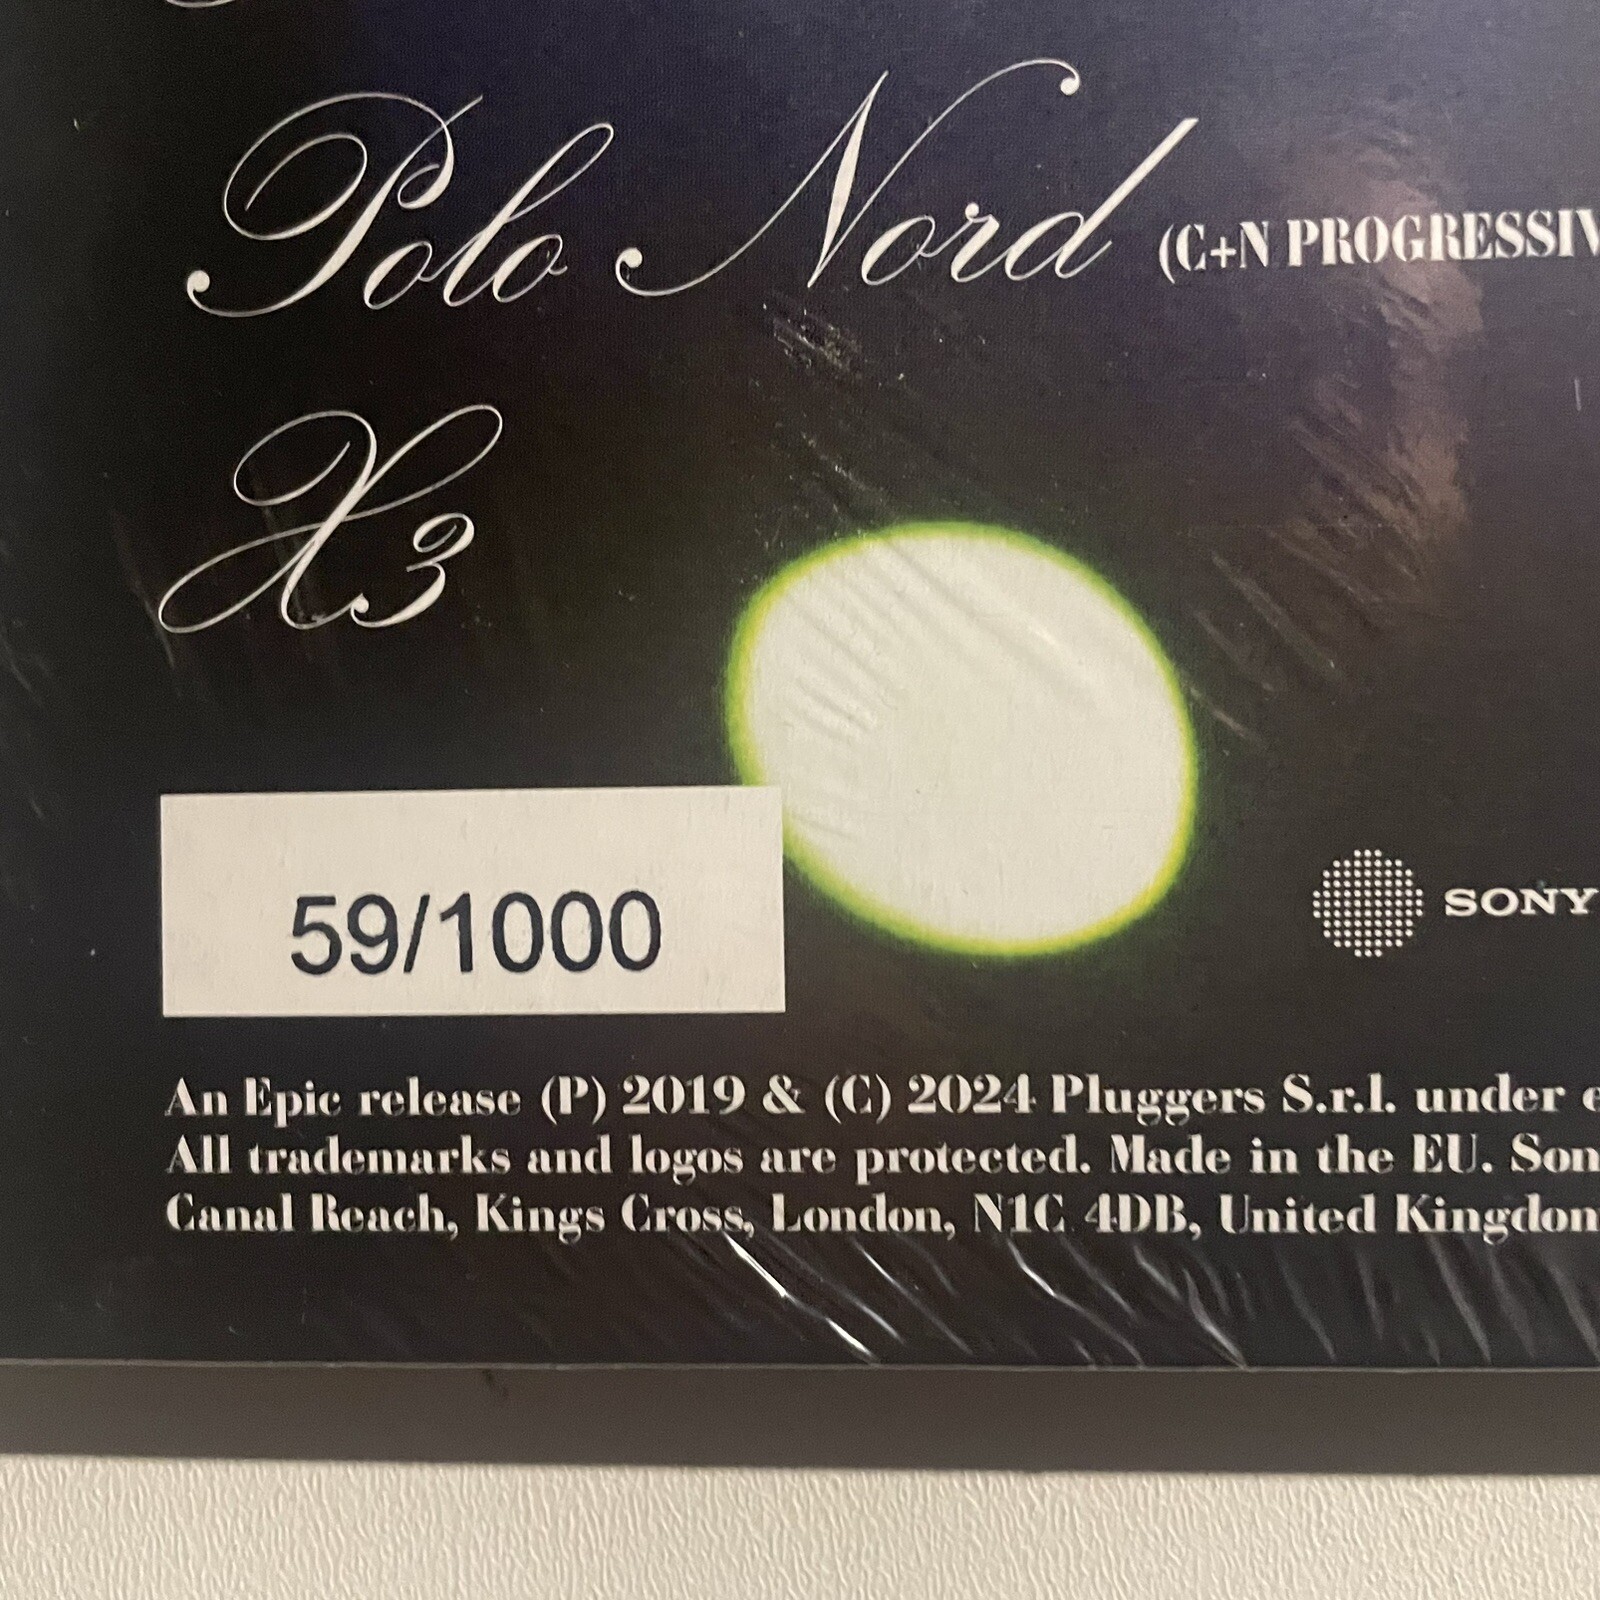 Polo Nord (C+N PROGRESSIV
X3
59/1000
SONY
An Epic release (P) 2019 & (C) 2024 Pluggers S.r.l. under e
All trademarks and logos are protected. Made in the EU. Son
Canal Reach, Kings Cross, London, N1C 4DB, United Kingdon